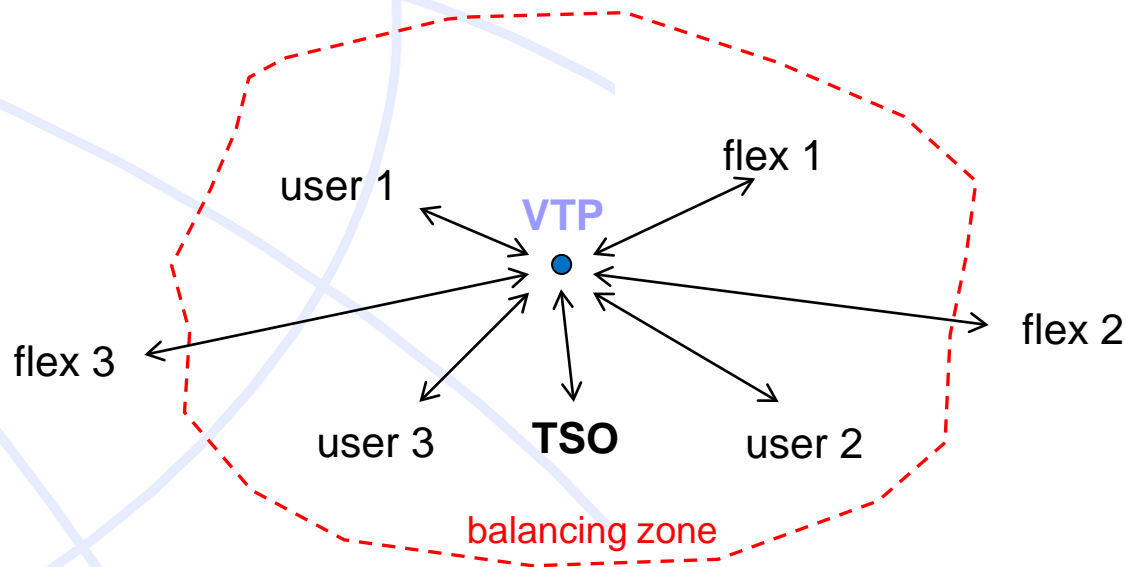 flex 1
user 1
VTP
flex 2
flex 3
user 3
TSO
user 2
balancing zone